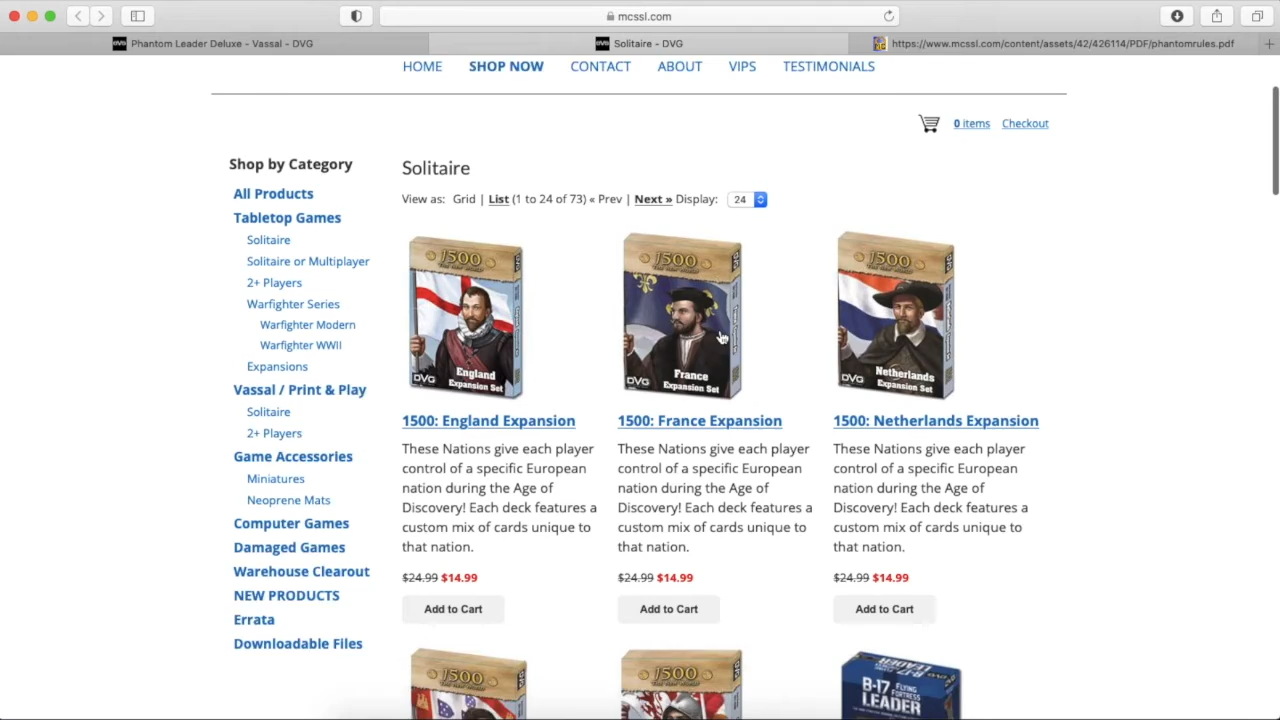 mcssl.com
Phantom Leader Deluxe - Vassal - DVG
Solitaire - DVG
https://www.mcssl.com/content/assets/42/426114/PDF/phantomrules.pdf
HOME SHOP NOW CONTACT ABOUT VIPS TESTIMONIALS
0 items Checkout
Shop by Category
All Products
Tabletop Games
Solitaire
Solitaire or Multiplayer
2+ Players
Warfighter Series
Warfighter Modern
Warfighter WWII
Expansions
Vassal / Print & Play
Solitaire
2+ Players
Game Accessories
Miniatures
Neoprene Mats
Computer Games
Damaged Games
Warehouse Clearout
NEW PRODUCTS
Errata
Downloadable Files
Solitaire
View as: Grid | List (1 to 24 of 73) « Prev | Next » Display: 24
1500
England
Expansion Set
DVG
1500: England Expansion
These Nations give each player
control of a specific European
nation during the Age of
Discovery! Each deck features a
custom mix of cards unique to
that nation.
$24.99 $14.99
Add to Cart
1500
France
Expansion Set
DVG
1500: France Expansion
These Nations give each player
control of a specific European
nation during the Age of
Discovery! Each deck features a
custom mix of cards unique to
that nation.
$24.99 $14.99
Add to Cart
1500
Netherlands
Expansion Set
DVG
1500: Netherlands Expansion
These Nations give each player
control of a specific European
nation during the Age of
Discovery! Each deck features a
custom mix of cards unique to
that nation.
$24.99 $14.99
Add to Cart
1500
1500
B-17 FLYING
FORTRESS
LEADER